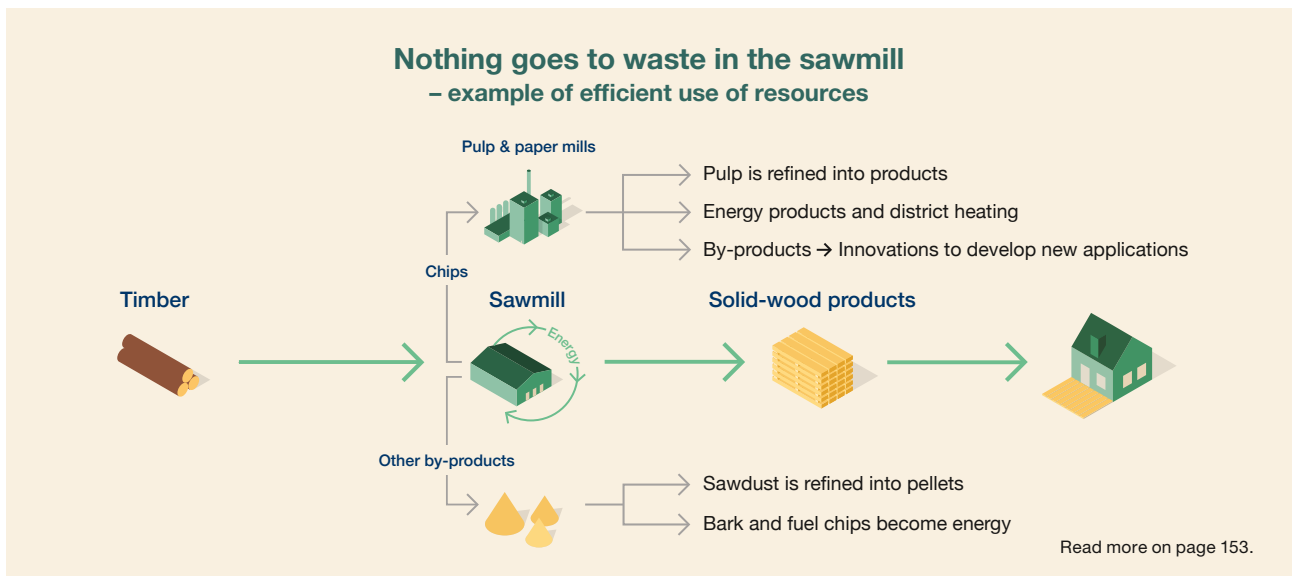 Nothing goes to waste in the sawmill
– example of efficient use of resources
Pulp & paper mills
Pulp is refined into products
Energy products and district heating
By-products → Innovations to develop new applications
Chips
Timber
Sawmill
Solid-wood products
Energy
Other by-products
Sawdust is refined into pellets
Bark and fuel chips become energy
Read more on page 153.